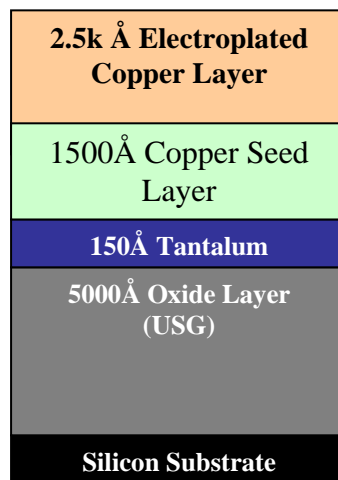 2.5k Å Electroplated
Copper Layer
1500Å Copper Seed
Layer
150Å Tantalum
5000Å Oxide Layer
(USG)
Silicon Substrate